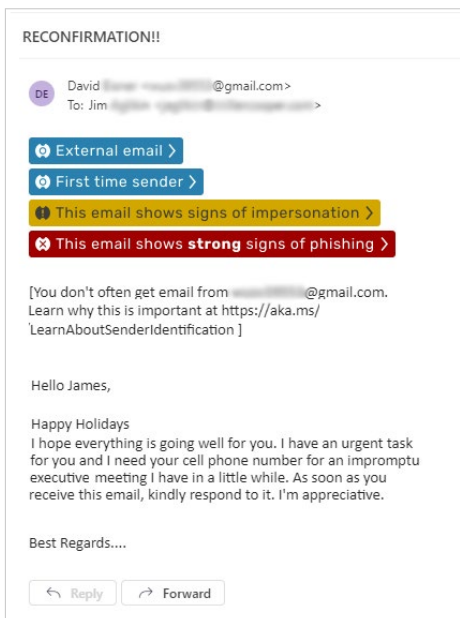 RECONFIRMATION!!
DE
David @gmail.com>
To: Jim
External email >
First time sender >
This email shows signs of impersonation >
This email shows strong signs of phishing >
[You don't often get email from @gmail.com.
Learn why this is important at https://aka.ms/
LearnAboutSenderIdentification ]
Hello James,
Happy Holidays
I hope everything is going well for you. I have an urgent task
for you and I need your cell phone number for an impromptu
executive meeting I have in a little while. As soon as you
receive this email, kindly respond to it. I'm appreciative.
Best Regards....
Reply
Forward